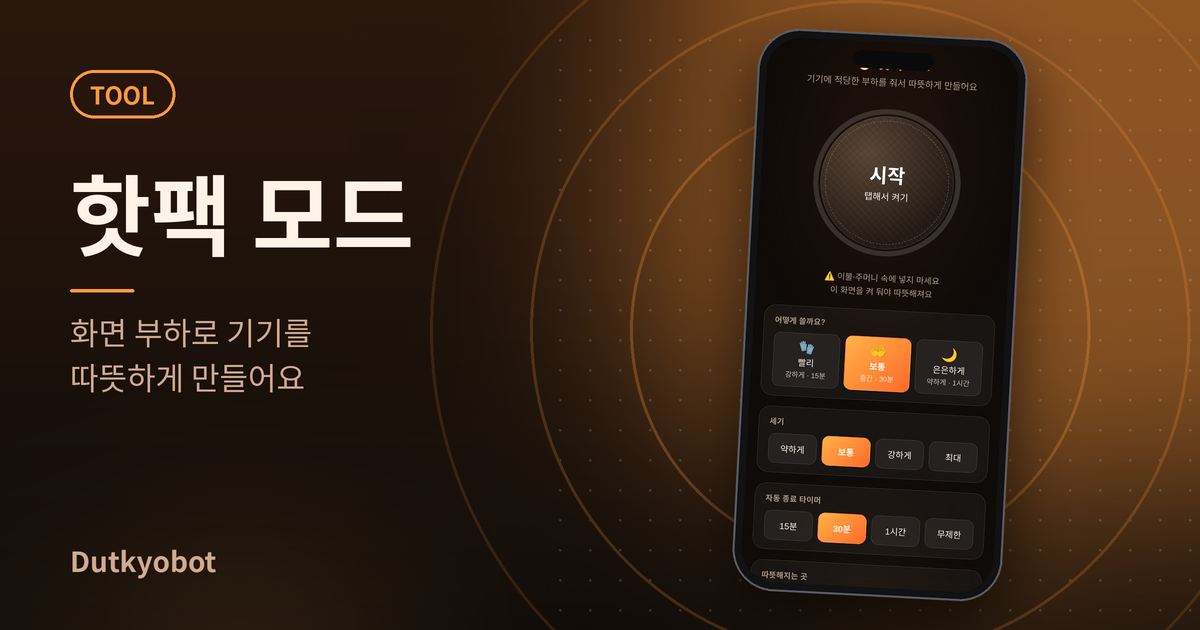 TOOL
핫팩 모드
화면 부하로 기기를
따뜻하게 만들어요
Dutkyobot
기기에 적당한 부하를 줘서 따뜻하게 만들어요
시작
탭해서 켜기
⚠️ 이불·주머니 속에 넣지 마세요
이 화면을 켜 둬야 따뜻해져요
어떻게 쓸까요?
빨리 보통 은은하게
강하게 · 15분 중간 · 30분 약하게 · 1시간
세기
약하게 보통 강하게 최대
자동 종료 타이머
15분 30분 1시간 무제한
따뜻해지는 곳